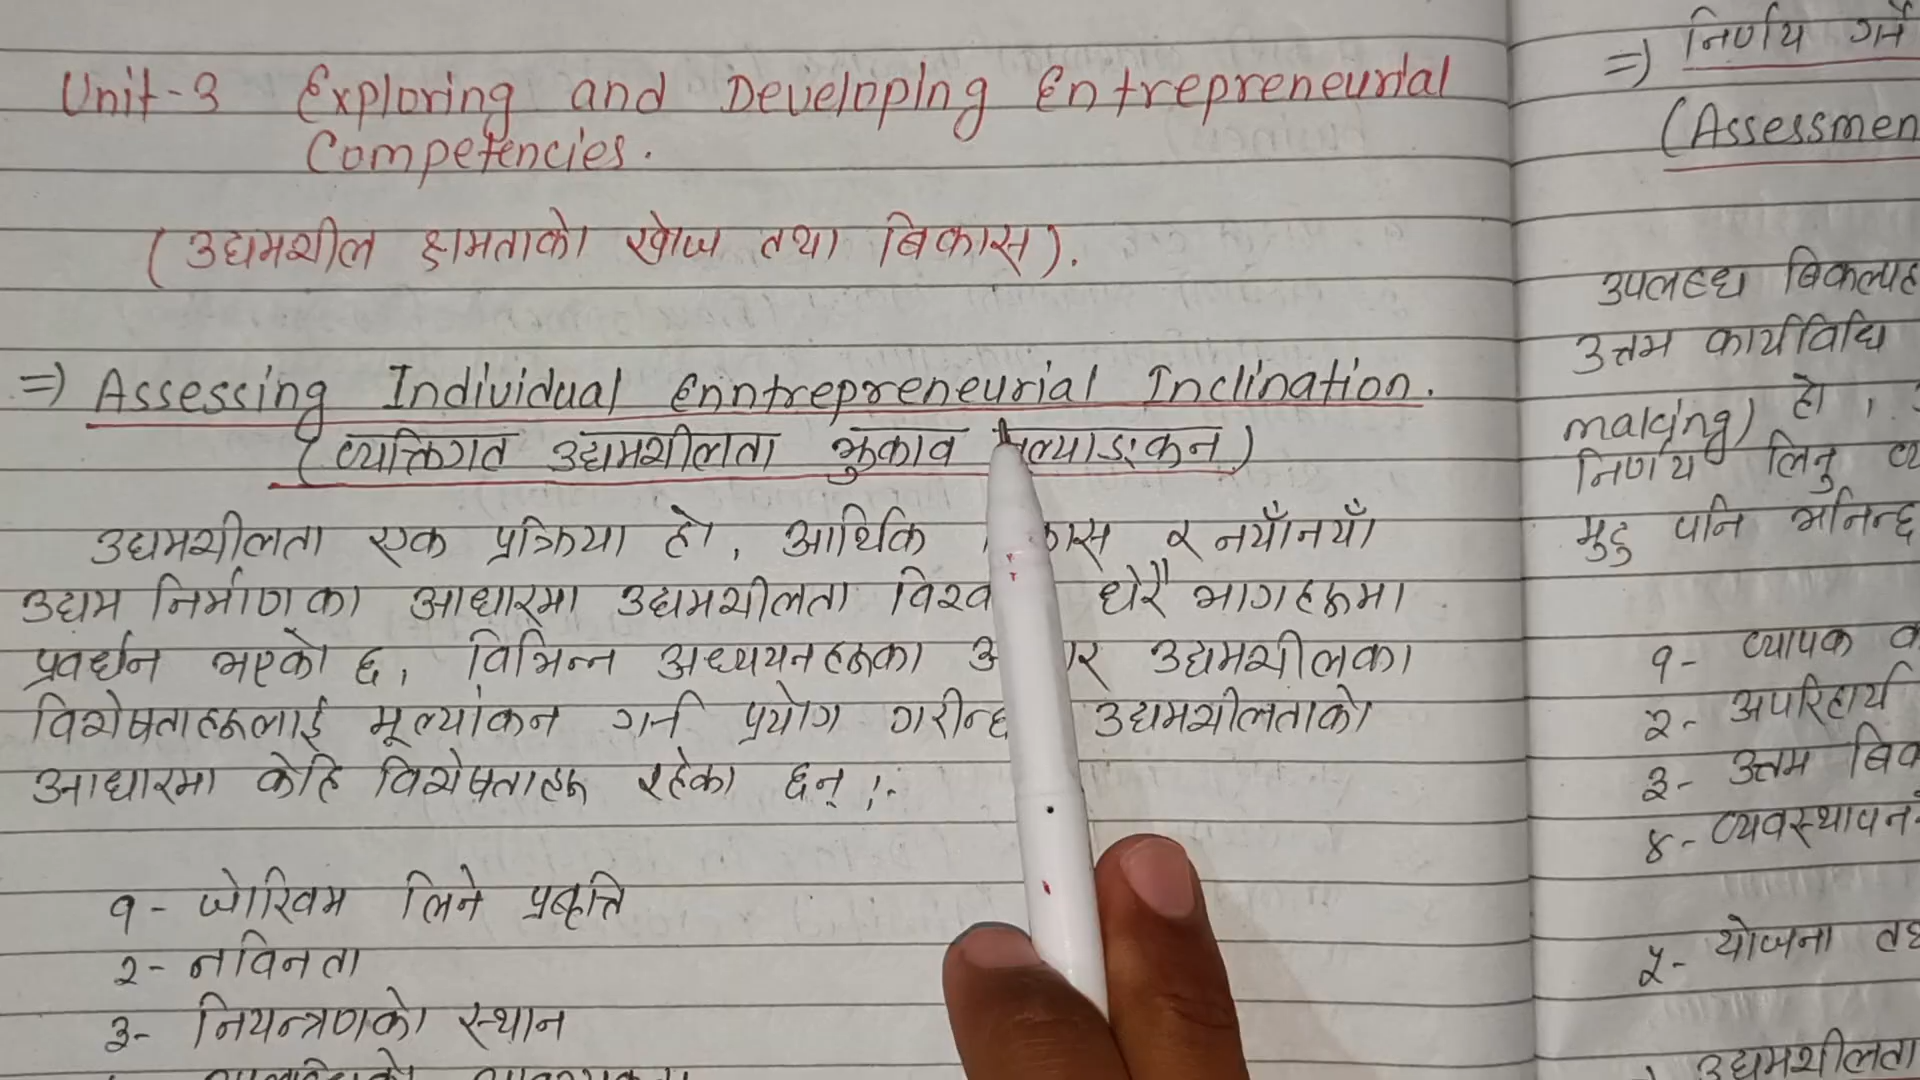 Unit-3 Exploring and Developing Entrepreneurial
Competencies.
(उद्यमशील क्षमताको खोज तथा बिकास).
=> Assessing Individual Enntrepreneurial Inclination.
(व्यक्तिगत उद्यमशीलता झुकाव मूल्याङ्कन)
उद्यमशीलता एक प्रक्रिया हो, आर्थिक र नयाँनयाँ
उद्यम निर्माणका आधारमा उद्यमशीलता विश्व धेरै भागहरूमा
प्रवर्धन भएको छ, विभिन्न अध्ययनहरूका उद्यमशीलका
विशेषताहरूलाई मूल्यांकन गर्न प्रयोग गरीन्छ उद्यमशीलताको
आधारमा केहि विशेषताहरू रहेका छन् ;-
१- जोखिम लिने प्रबृत्ति
२- नविनता
३- नियन्त्रणको स्थान
=> निर्णय गर्ने
(Assessmen
उपलब्ध बिकल्पह
उत्तम कार्यविधि
making) हो,
निर्णय लिनु व्य
मुटु पनि भनिन्छ
१- व्यापक
२- अपरिहार्य
३- उत्तम बिक
४- व्यवस्थापन
५- योजना तथ
उद्यमशीलता